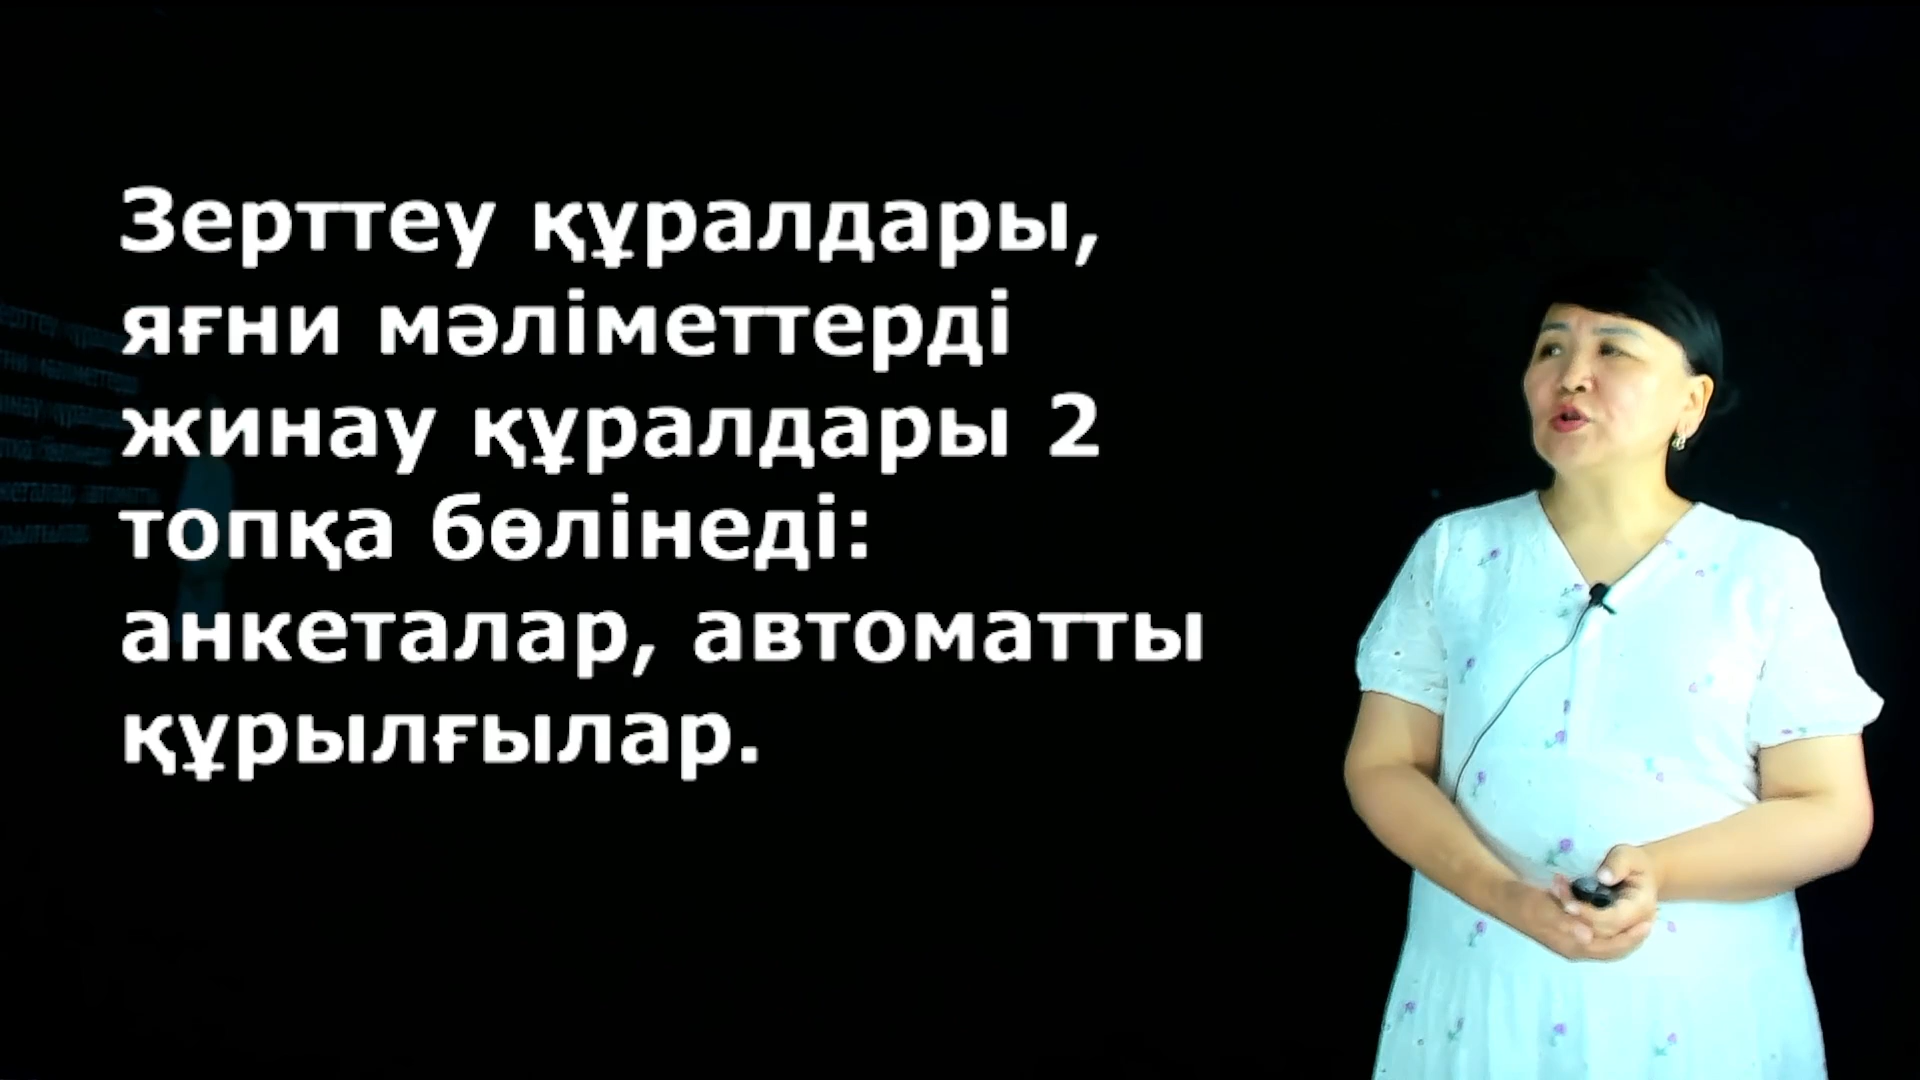 Зерттеу құралдары,
яғни мәліметтерді
жинау құралдары 2
топқа бөлінеді:
анкеталар, автоматты
құрылғылар.